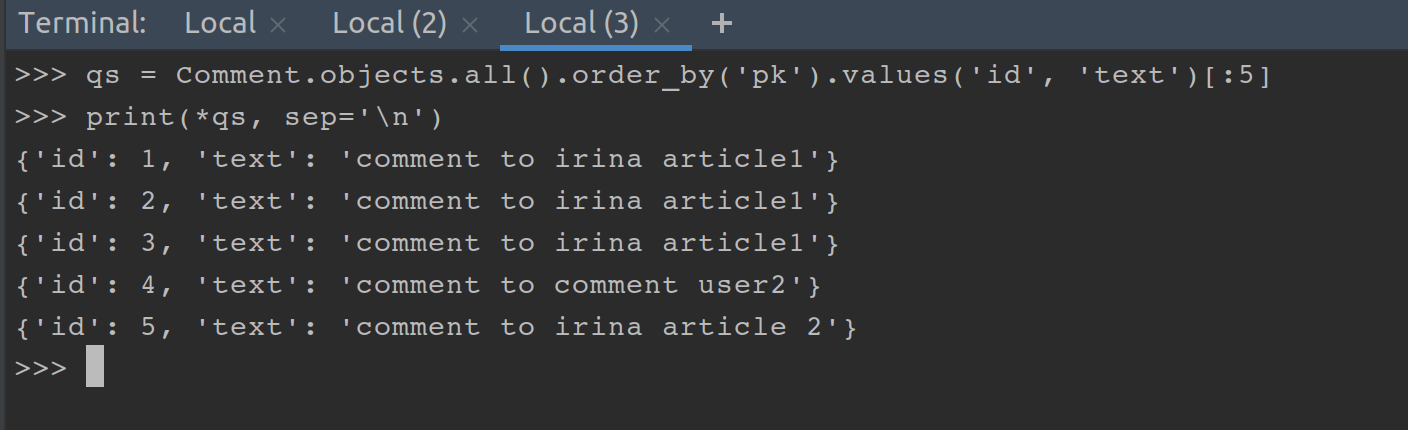 Terminal: Local × Local (2) × Local (3) × +
>>> qs = Comment.objects.all().order_by('pk').values('id', 'text')[:5]
>>> print(*qs, sep='\n')
{'id': 1, 'text': 'comment to irina article1'}
{'id': 2, 'text': 'comment to irina article1'}
{'id': 3, 'text': 'comment to irina article1'}
{'id': 4, 'text': 'comment to comment user2'}
{'id': 5, 'text': 'comment to irina article 2'}
>>>